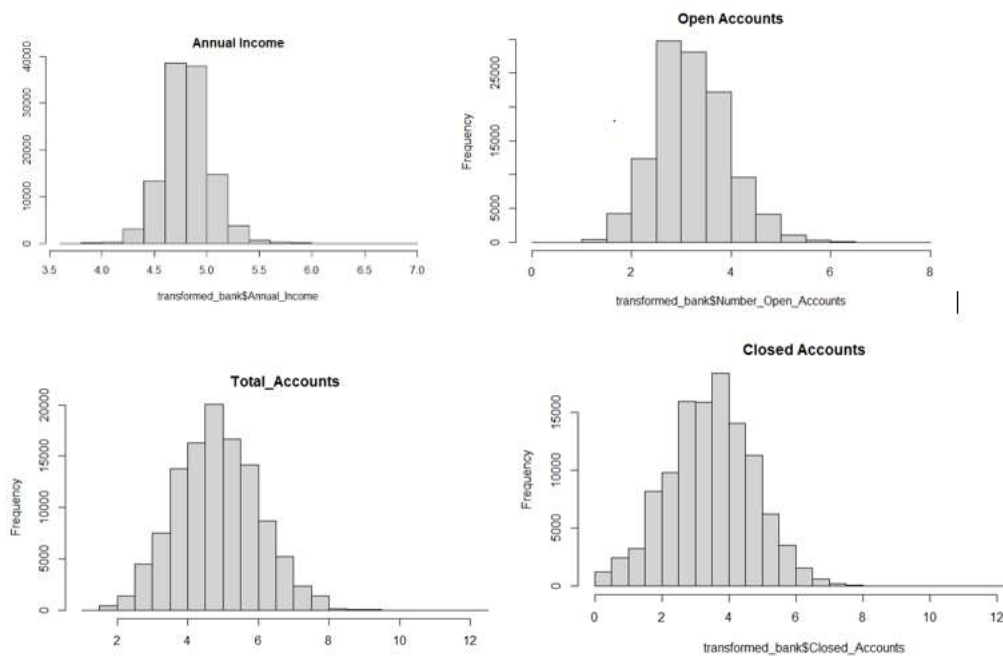 Annual Income
40000
30000
20000
10000
0
3.5 4.0 4.5 5.0 5.5 6.0 6.5 7.0
transformed_bank$Annual_Income
Open Accounts
Frequency
25000
15000
5000
0
0 2 4 6 8
transformed_bank$Number_Open_Accounts
Total_Accounts
Frequency
20000
15000
10000
5000
0
2 4 6 8 10 12
Closed Accounts
Frequency
15000
10000
5000
0
0 2 4 6 8 10 12
transformed_bank$Closed_Accounts